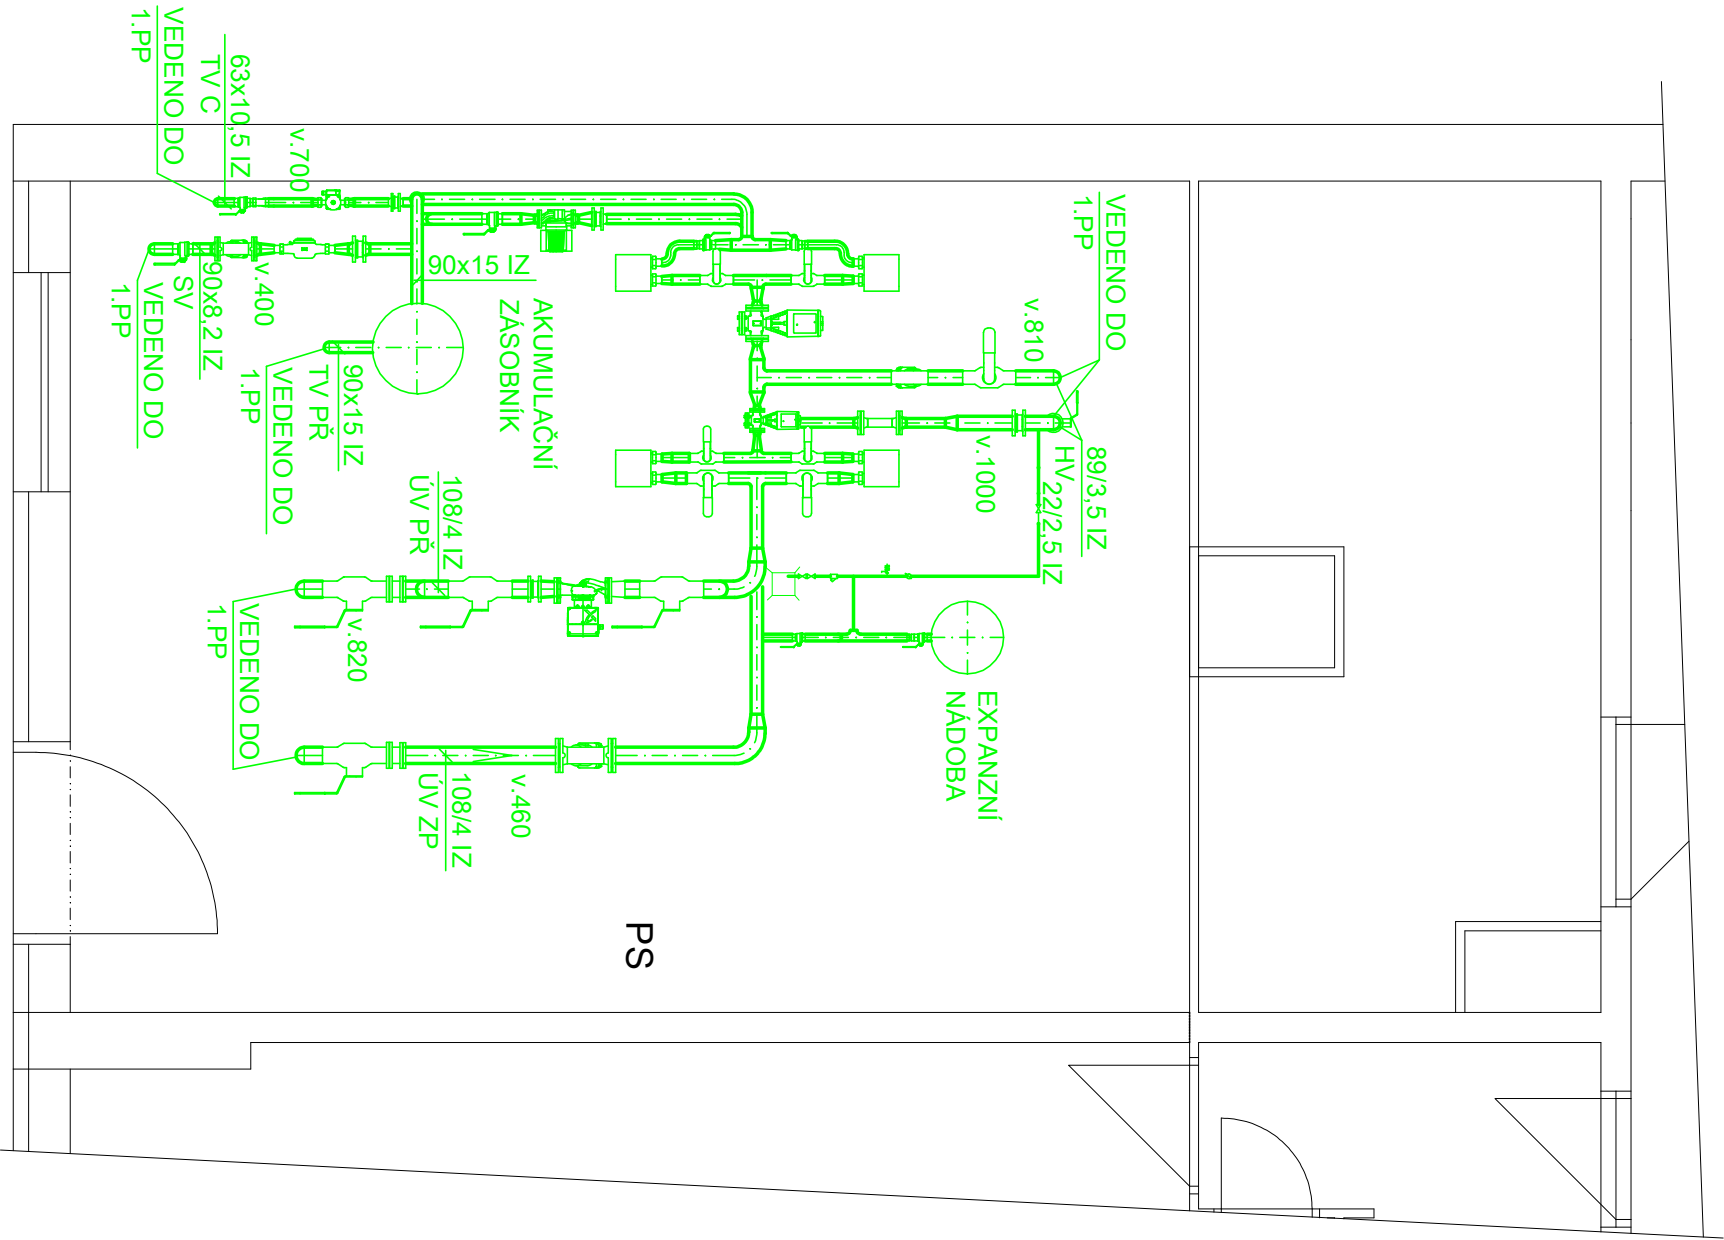 VEDENO DO
1.PP
63x10,5 IZ
TV C
v.700
v.400
90x8,2 IZ
SV
VEDENO DO
1.PP
90x15 IZ
AKUMULAČNÍ
ZÁSOBNÍK
90x15 IZ
TV PŘ
VEDENO DO
1.PP
VEDENO DO
1.PP
v.810
v.1000
89/3,5 IZ
HV
22/2,5 IZ
108/4 IZ
ÚV PŘ
v.820
VEDENO DO
1.PP
EXPANZNÍ
NÁDOBA
v.460
108/4 IZ
ÚV ZP
PS